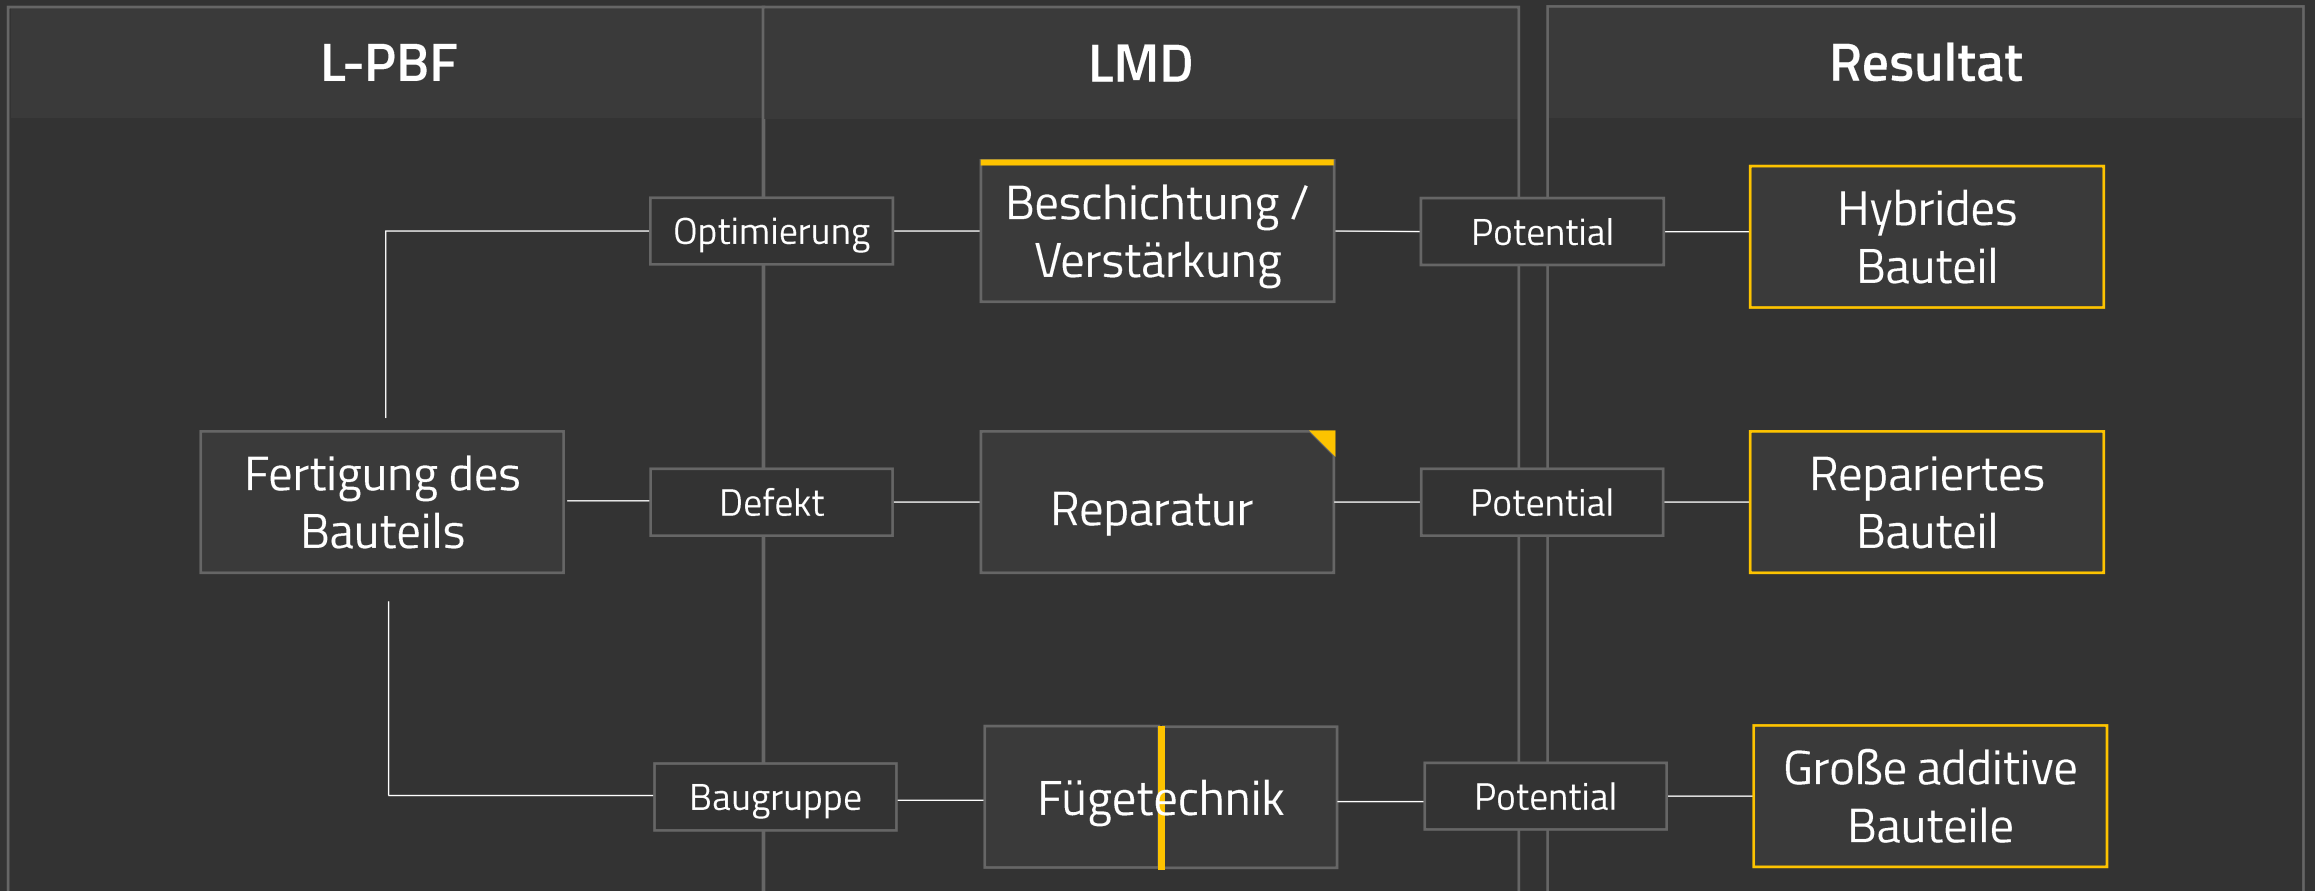 L-PBF
LMD
Resultat
Optimierung
Beschichtung /
Verstärkung
Potential
Hybrides
Bauteil
Fertigung des
Bauteils
Defekt
Reparatur
Potential
Repariertes
Bauteil
Baugruppe
Fügetechnik
Potential
Große additive
Bauteile